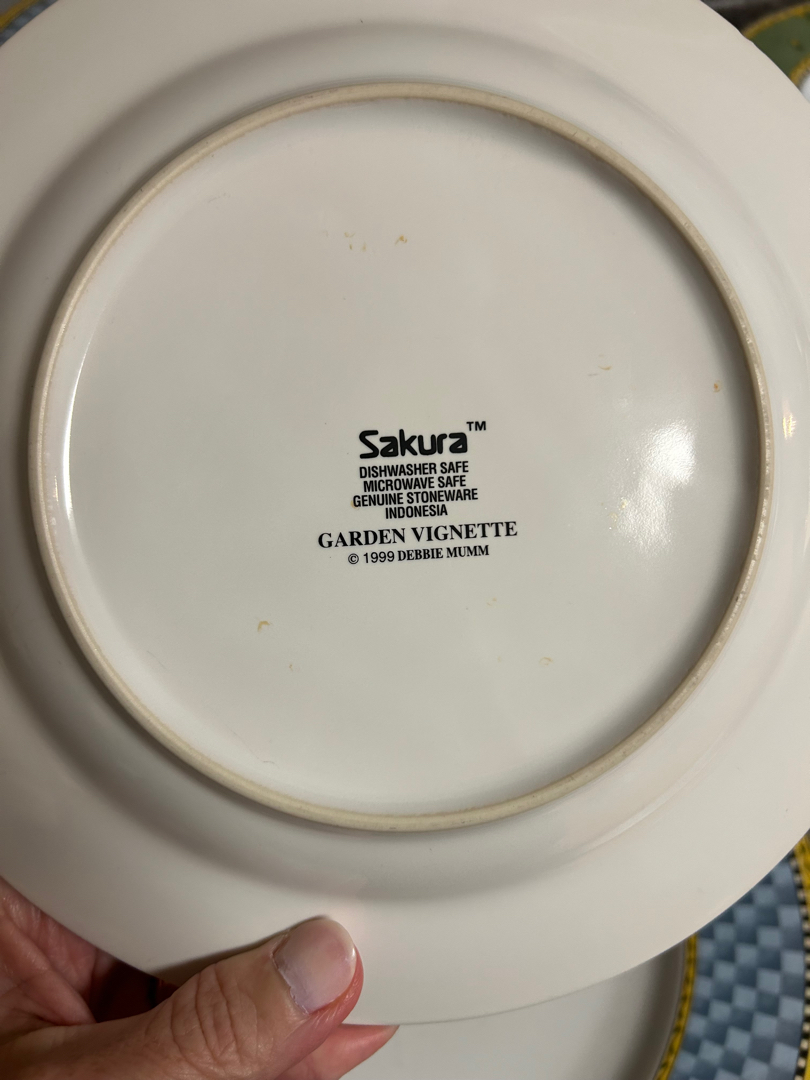 Sakura™
DISHWASHER SAFE
MICROWAVE SAFE
GENUINE STONEWARE
INDONESIA
GARDEN VIGNETTE
© 1999 DEBBIE MUMM